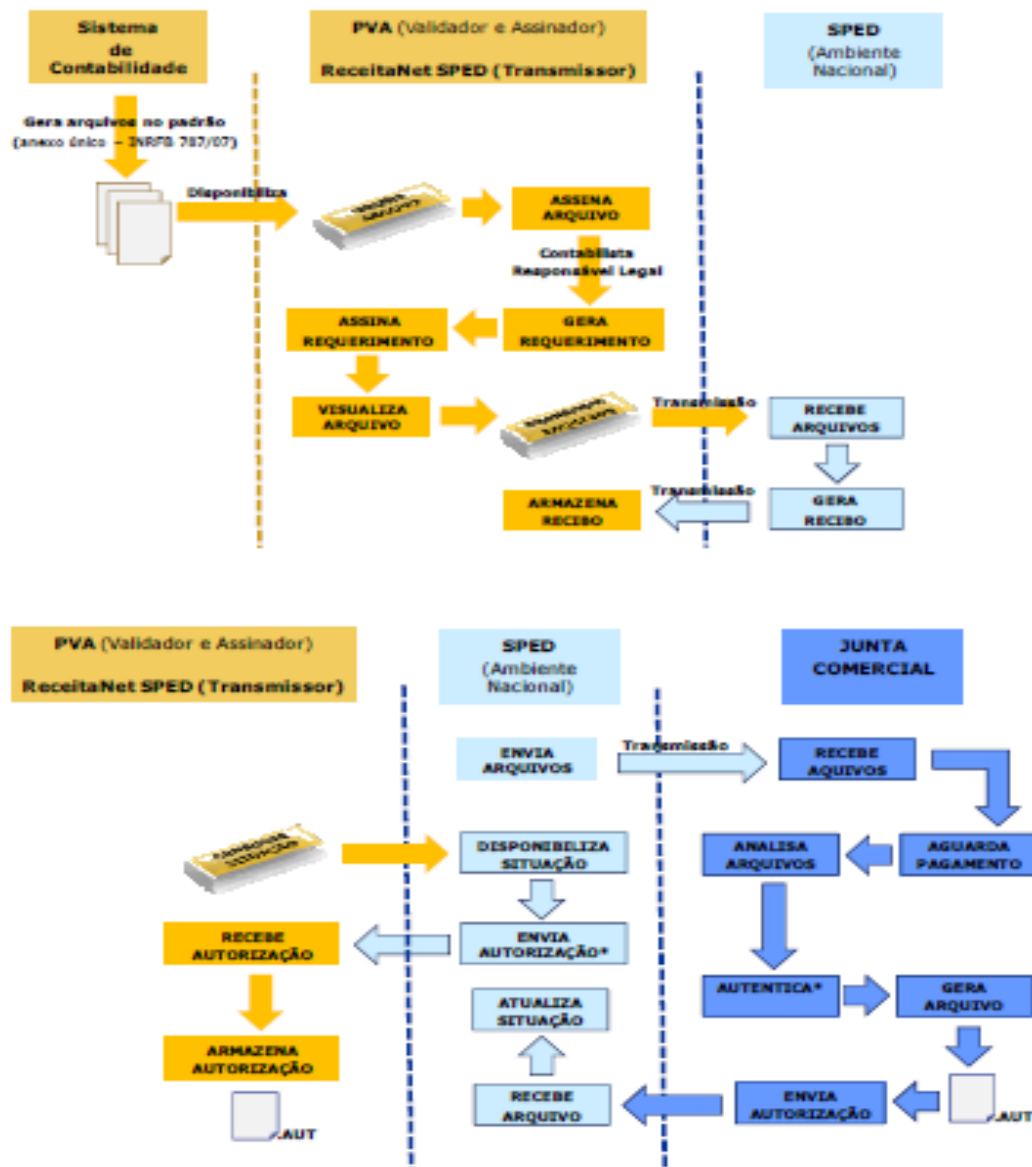 Sistema
de
Contabilidade
PVA (Validador e Assinador)
ReceitaNet SPED (Transmissor)
SPED
(Ambiente
Nacional)
Gera arquivos no padrão
(anexo único – INRFB 787/07)
Disponibiliza
ASSINA
ARQUIVO
Contabilista
Responsável Legal
ASSINA
REQUERIMENTO
GERA
REQUERIMENTO
VISUALIZA
ARQUIVO
Transmissão
RECEBE
ARQUIVOS
ARMAZENA
RECIBO
Transmissão
GERA
RECIBO
PVA (Validador e Assinador)
ReceitaNet SPED (Transmissor)
SPED
(Ambiente
Nacional)
JUNTA
COMERCIAL
ENVIA
ARQUIVOS
Transmissão
RECEBE
AQUIVOS
SITUAÇÃO
DISPONIBILIZA
SITUAÇÃO
ANALISA
ARQUIVOS
AGUARDA
PAGAMENTO
RECEBE
AUTORIZAÇÃO
ENVIA
AUTORIZAÇÃO*
AUTENTICA*
GERA
ARQUIVO
ATUALIZA
SITUAÇÃO
ARMAZENA
AUTORIZAÇÃO
RECEBE
ARQUIVO
ENVIA
AUTORIZAÇÃO
.AUT
.AUT